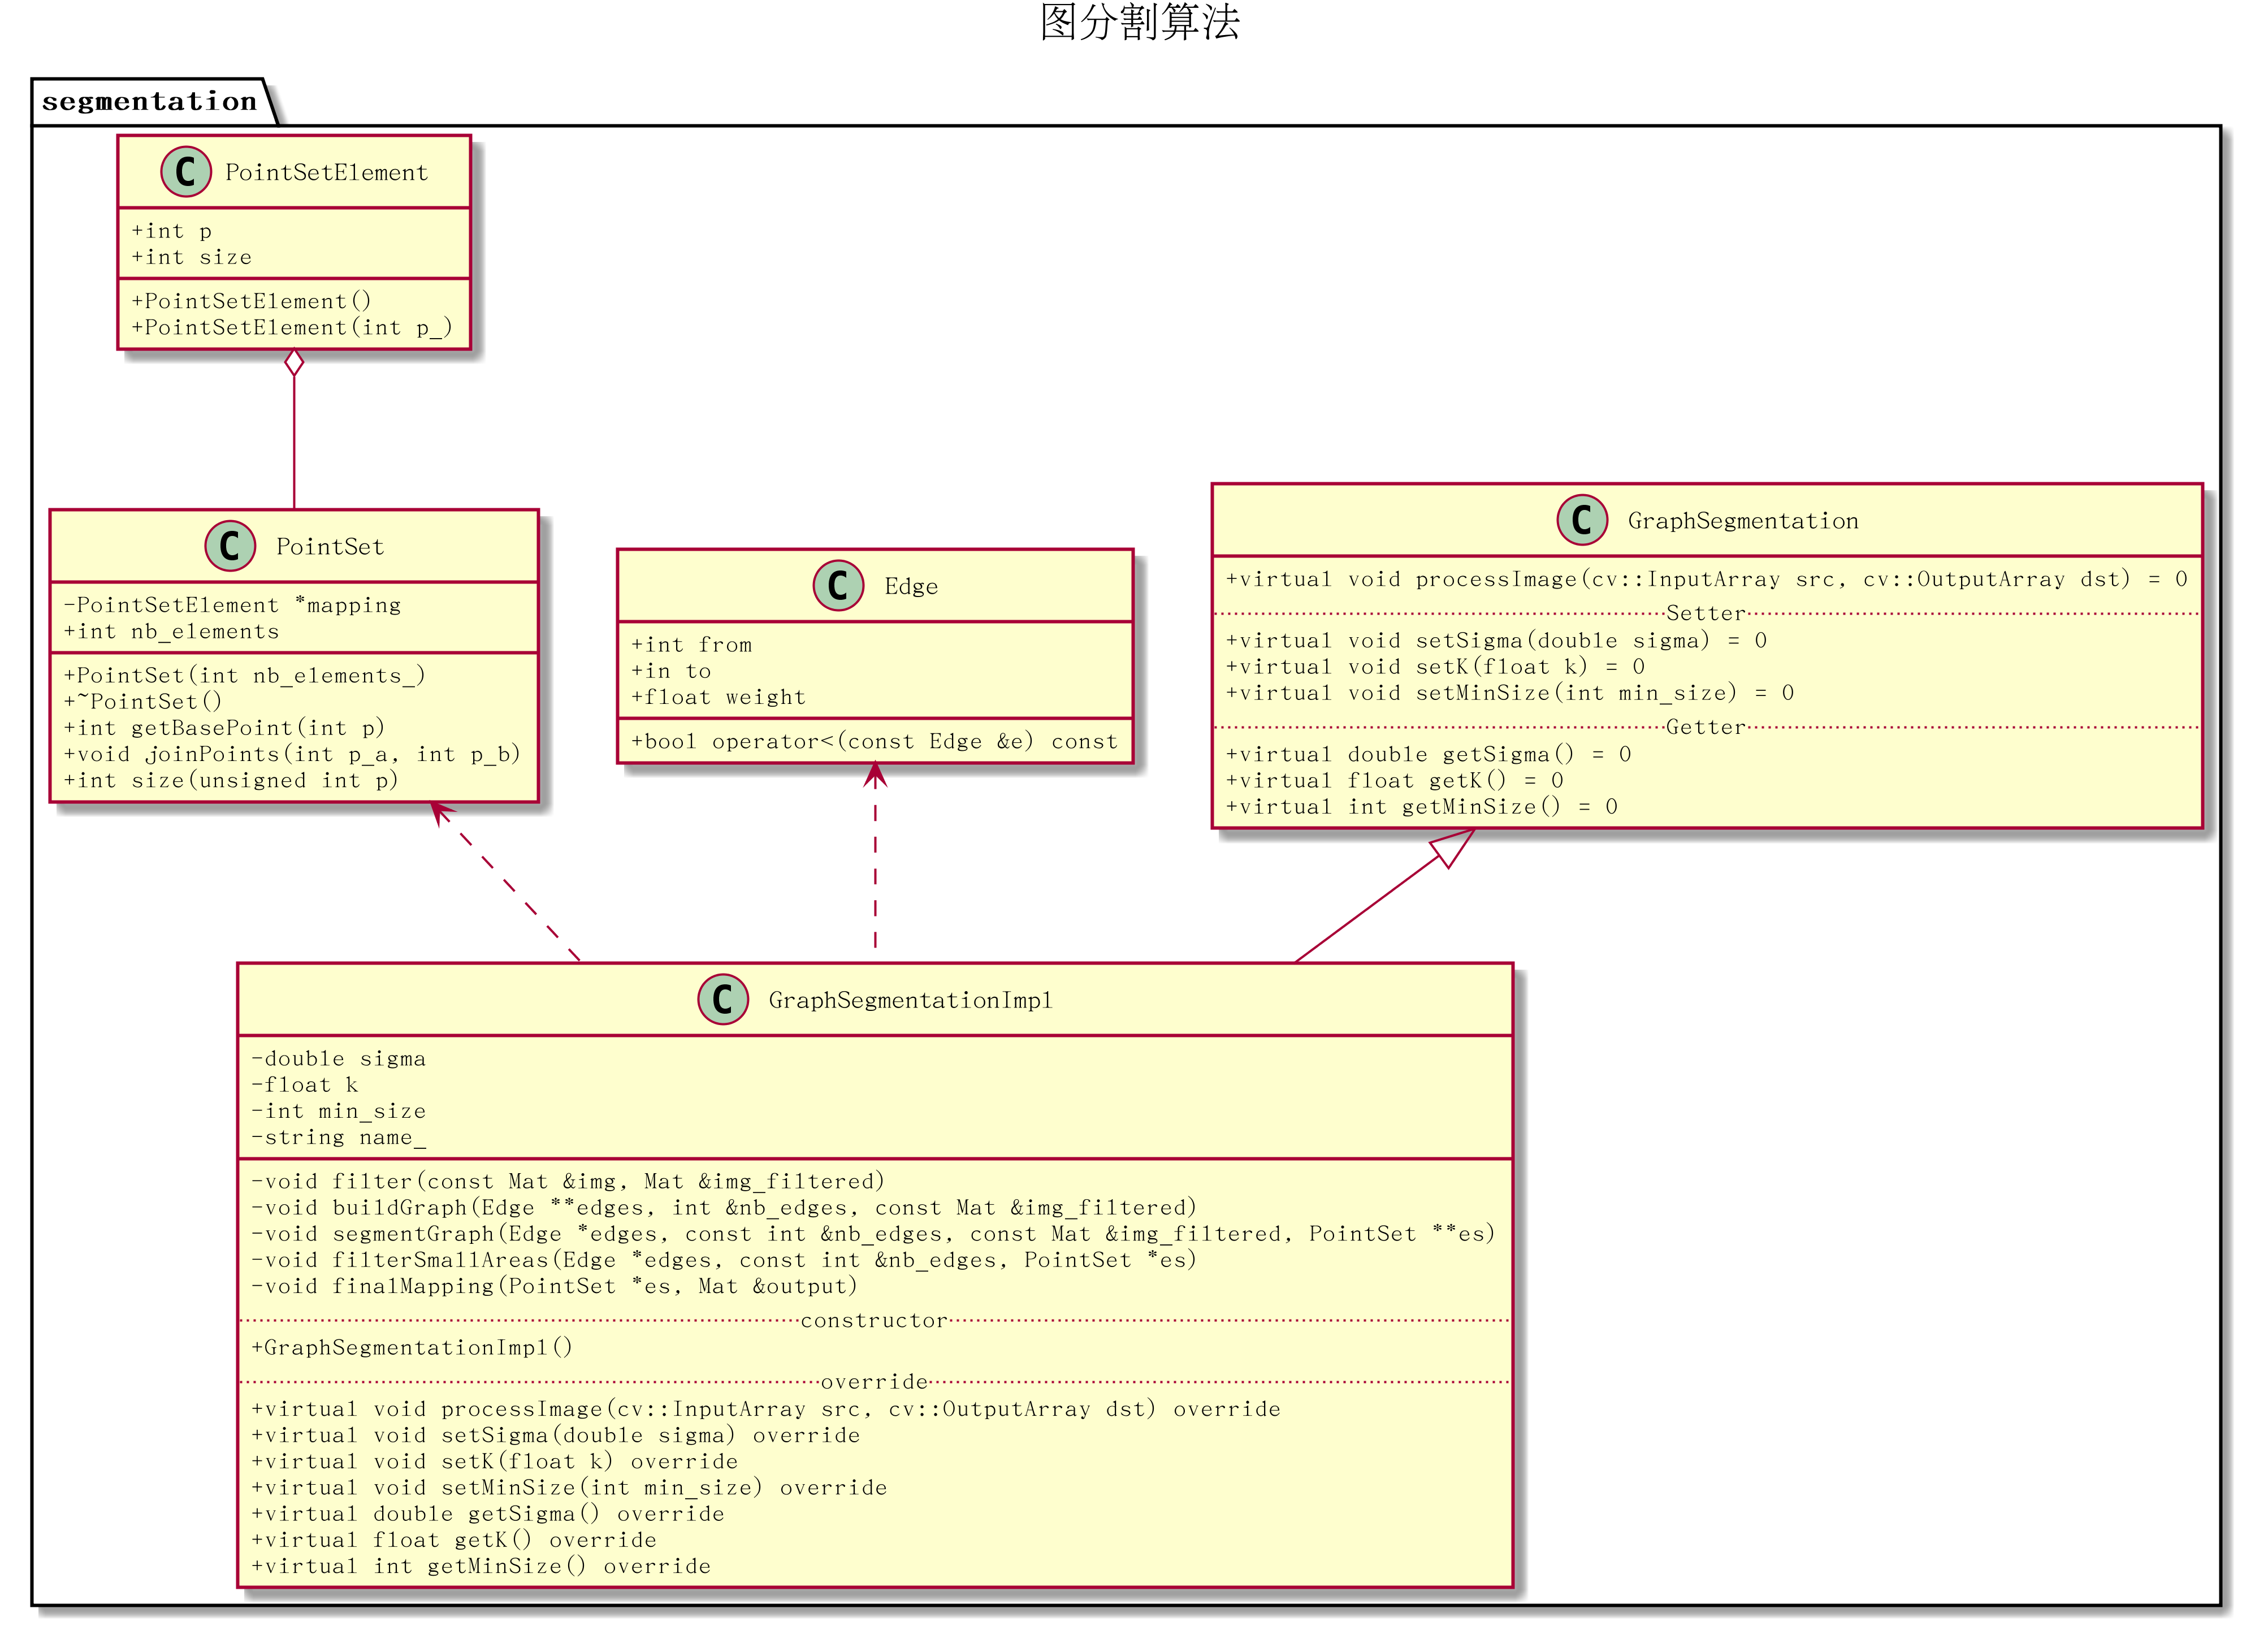 图分割算法
segmentation
C PointSetElement
+int p
+int size
+PointSetElement()
+PointSetElement(int p_)
C PointSet
-PointSetElement *mapping
+int nb_elements
+PointSet(int nb_elements_)
+~PointSet()
+int getBasePoint(int p)
+void joinPoints(int p_a, int p_b)
+int size(unsigned int p)
C Edge
+int from
+in to
+float weight
+bool operator<(const Edge &e) const
C GraphSegmentation
+virtual void processImage(cv::InputArray src, cv::OutputArray dst) = 0
Setter
+virtual void setSigma(double sigma) = 0
+virtual void setK(float k) = 0
+virtual void setMinSize(int min_size) = 0
Getter
+virtual double getSigma() = 0
+virtual float getK() = 0
+virtual int getMinSize() = 0
C GraphSegmentationImpl
-double sigma
-float k
-int min_size
-string name_
-void filter(const Mat &img, Mat &img_filtered)
-void buildGraph(Edge **edges, int &nb_edges, const Mat &img_filtered)
-void segmentGraph(Edge *edges, const int &nb_edges, const Mat &img_filtered, PointSet **es)
-void filterSmallAreas(Edge *edges, const int &nb_edges, PointSet *es)
-void finalMapping(PointSet *es, Mat &output)
constructor
+GraphSegmentationImpl()
override
+virtual void processImage(cv::InputArray src, cv::OutputArray dst) override
+virtual void setSigma(double sigma) override
+virtual void setK(float k) override
+virtual void setMinSize(int min_size) override
+virtual double getSigma() override
+virtual float getK() override
+virtual int getMinSize() override